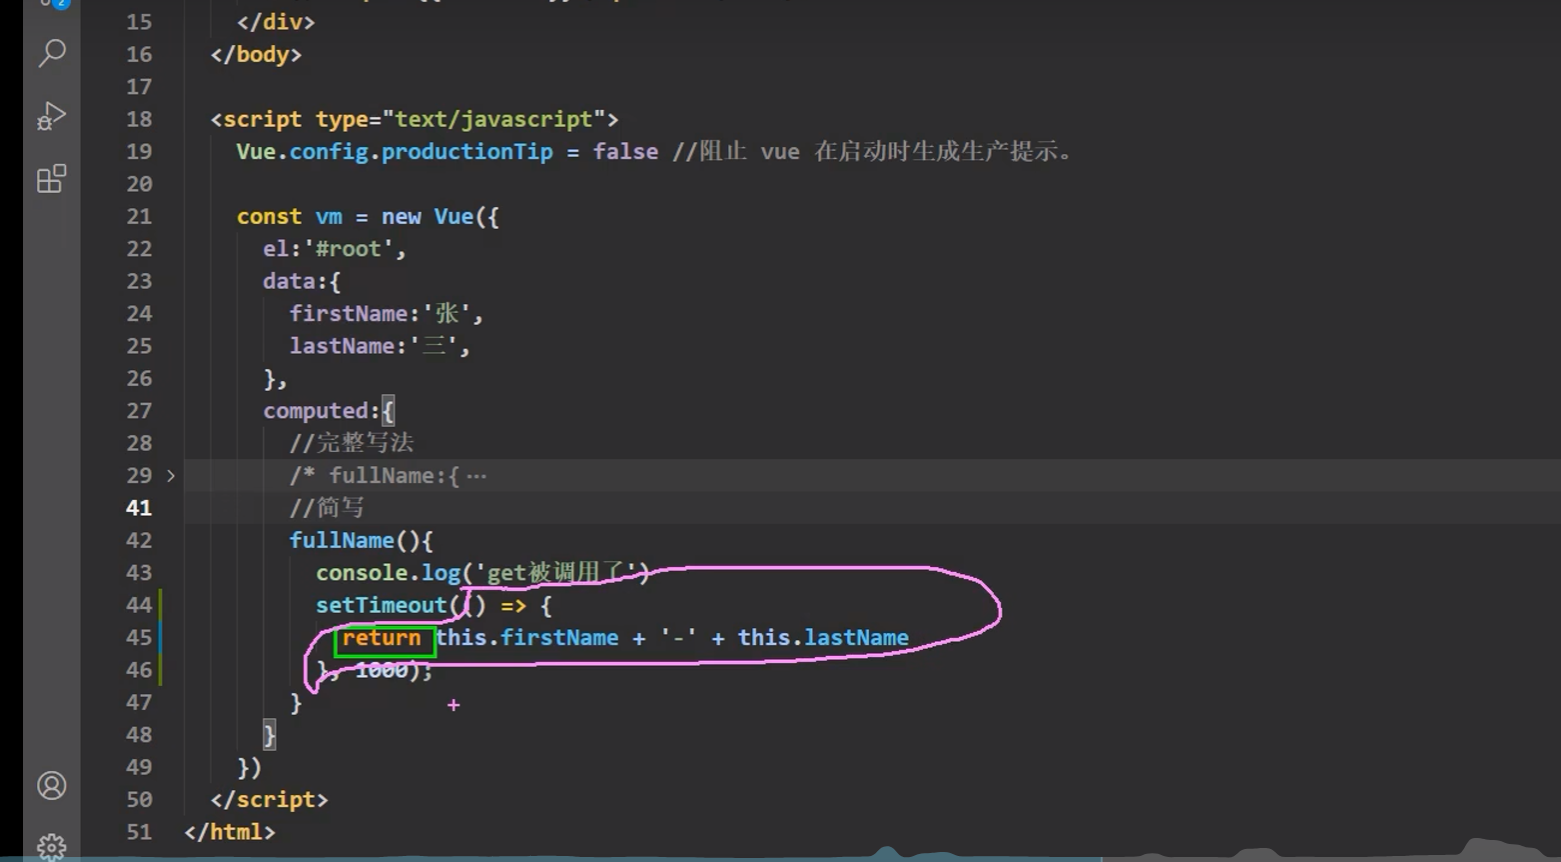 2
15 </div>
16 </body>
17
18 <script type="text/javascript">
19 Vue.config.productionTip = false //阻止 vue 在启动时生成生产提示。
20
21 const vm = new Vue({
22 el:'#root',
23 data:{
24 firstName:'张',
25 lastName:'三',
26 },
27 computed:{
28 //完整写法
29 /* fullName:{ ···
41 //简写
42 fullName(){
43 console.log('get被调用了')
44 setTimeout(() => {
45 return this.firstName + '-' + this.lastName
46 }, 1000);
47 }
48 }
49 })
50 </script>
51 </html>